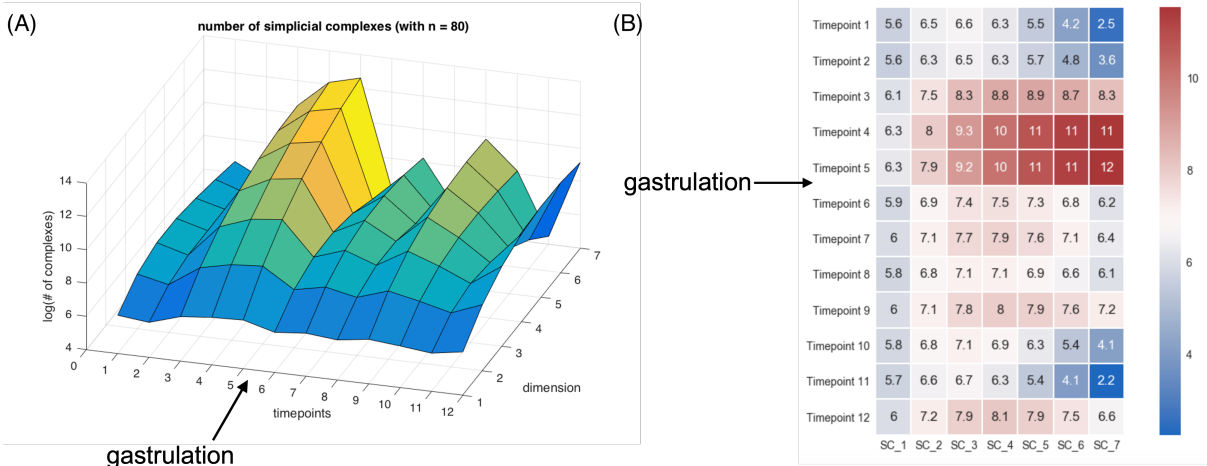 (A)
number of simplicial complexes (with n = 80)
log(# of complexes)
14
12
10
8
6
4
0 1 2 3 4 5 6 7 8 9 10 11 12
timepoints
1 2 3 4 5 6 7
dimension
gastrulation
(B)
Timepoint 1 5.6 6.5 6.6 6.3 5.5 4.2 2.5
Timepoint 2 5.6 6.3 6.5 6.3 5.7 4.8 3.6
Timepoint 3 6.1 7.5 8.3 8.8 8.9 8.7 8.3
Timepoint 4 6.3 8 9.3 10 11 11 11
Timepoint 5 6.3 7.9 9.2 10 11 11 12
Timepoint 6 5.9 6.9 7.4 7.5 7.3 6.8 6.2
Timepoint 7 6 7.1 7.7 7.9 7.6 7.1 6.4
Timepoint 8 5.8 6.8 7.1 7.1 6.9 6.6 6.1
Timepoint 9 6 7.1 7.8 8 7.9 7.6 7.2
Timepoint 10 5.8 6.8 7.1 6.9 6.3 5.4 4.1
Timepoint 11 5.7 6.6 6.7 6.3 5.4 4.1 2.2
Timepoint 12 6 7.2 7.9 8.1 7.9 7.5 6.6
SC_1 SC_2 SC_3 SC_4 SC_5 SC_6 SC_7
gastrulation
10
8
6
4